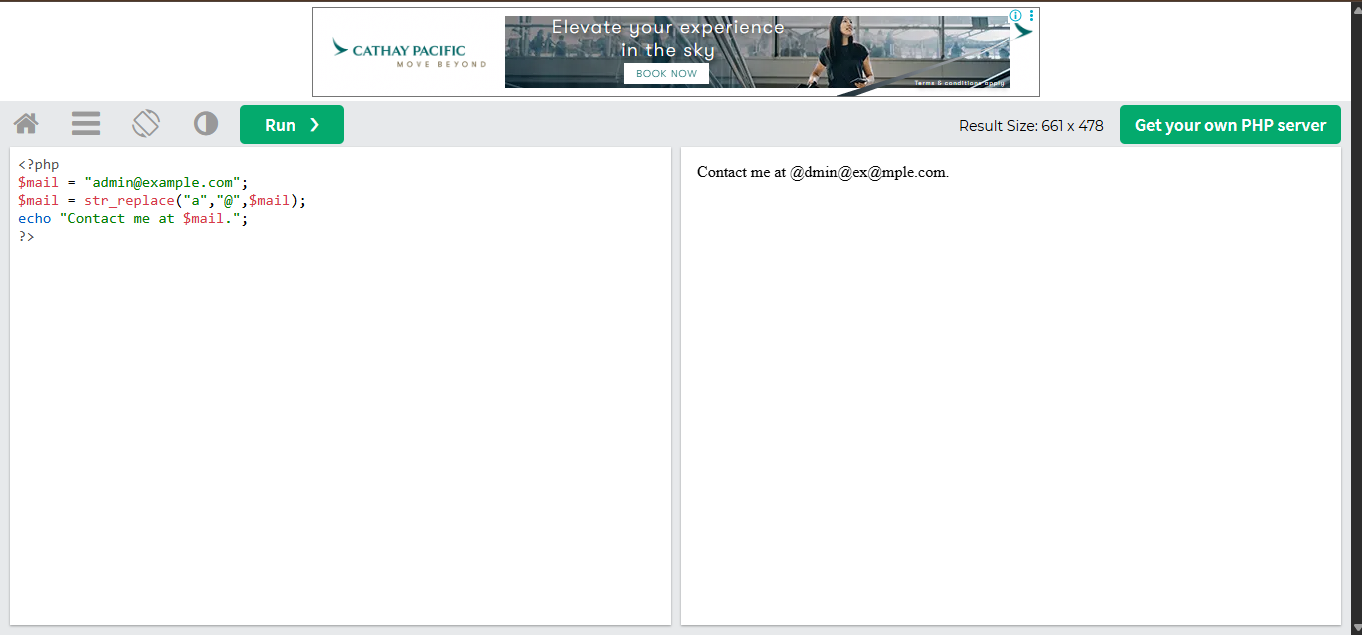 Elevate your experience
in the sky
CATHAY PACIFIC
MOVE BEYOND
BOOK NOW
Terms & conditions apply
Run ❯
Result Size: 661 x 478
Get your own PHP server
<?php
$mail = "admin@example.com";
$mail = str_replace("a","@",$mail);
echo "Contact me at $mail.";
?>
Contact me at @dmin@ex@mple.com.